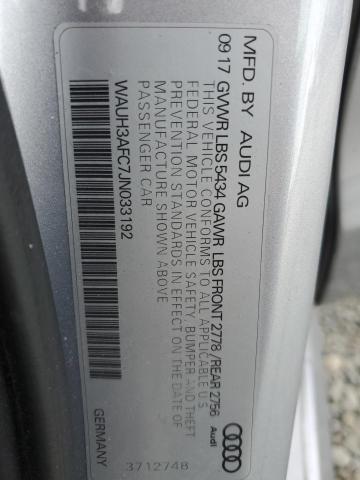 MFD. BY AUDI AG
09 17 GVWR LBS 5434 GAWR LBS FRONT 2778 / REAR 2756
THIS VEHICLE CONFORMS TO ALL APPLICABLE U.S.
FEDERAL MOTOR VEHICLE SAFETY, BUMPER AND THEFT
PREVENTION STANDARDS IN EFFECT ON THE DATE OF
MANUFACTURE SHOWN ABOVE
PASSENGER CAR
WAUH3AFC7JN033192
Audi
GERMANY
3712748